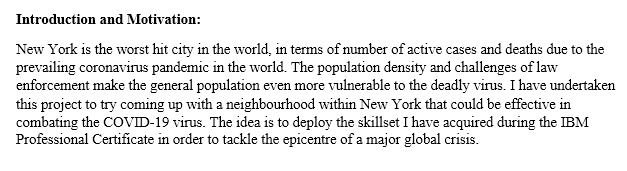 Introduction and Motivation:
New York is the worst hit city in the world, in terms of number of active cases and deaths due to the
prevailing coronavirus pandemic in the world. The population density and challenges of law
enforcement make the general population even more vulnerable to the deadly virus. I have undertaken
this project to try coming up with a neighbourhood within New York that could be effective in
combating the COVID-19 virus. The idea is to deploy the skillset I have acquired during the IBM
Professional Certificate in order to tackle the epicentre of a major global crisis.